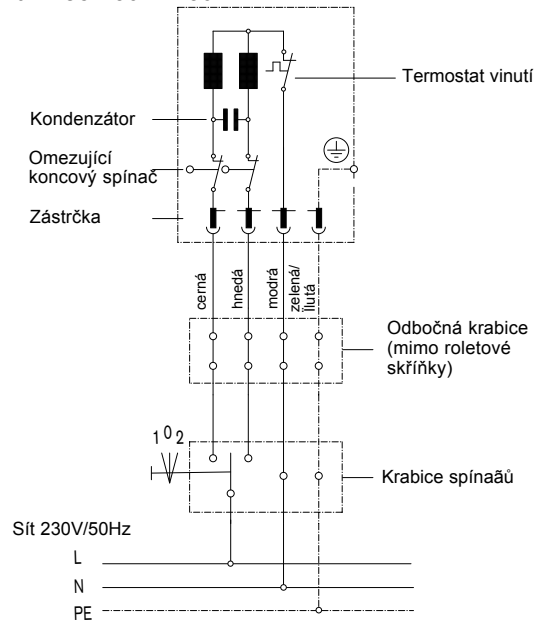 Termostat vinutí
Kondenzátor
Omezující
koncový spínač
Zástrčka
cerná
hnedá
modrá
zelená/
ïlutá
Odbočná krabice
(mimo roletové
skříňky)
1 0 2
Krabice spínaãů
Sít 230V/50Hz
L
N
PE